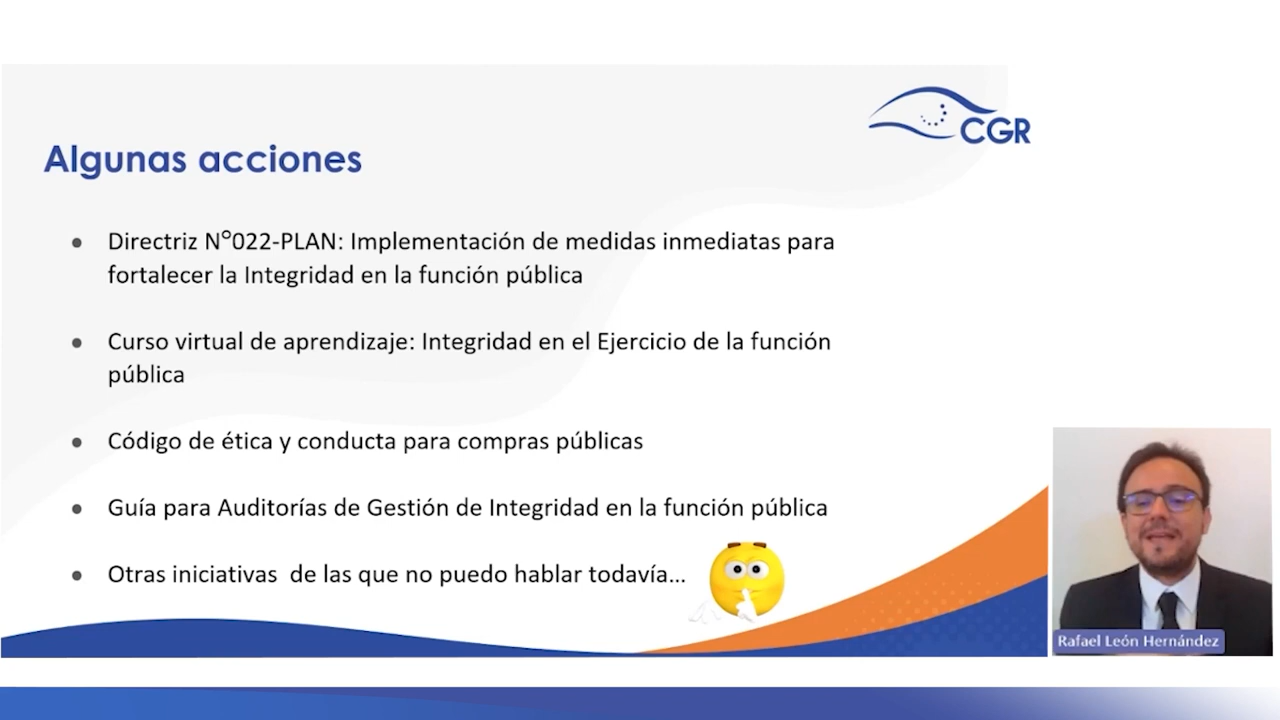 CGR
Algunas acciones
● Directriz N°022-PLAN: Implementación de medidas inmediatas para
fortalecer la Integridad en la función pública
● Curso virtual de aprendizaje: Integridad en el Ejercicio de la función
pública
● Código de ética y conducta para compras públicas
● Guía para Auditorías de Gestión de Integridad en la función pública
● Otras iniciativas  de las que no puedo hablar todavía...
Rafael León Hernández